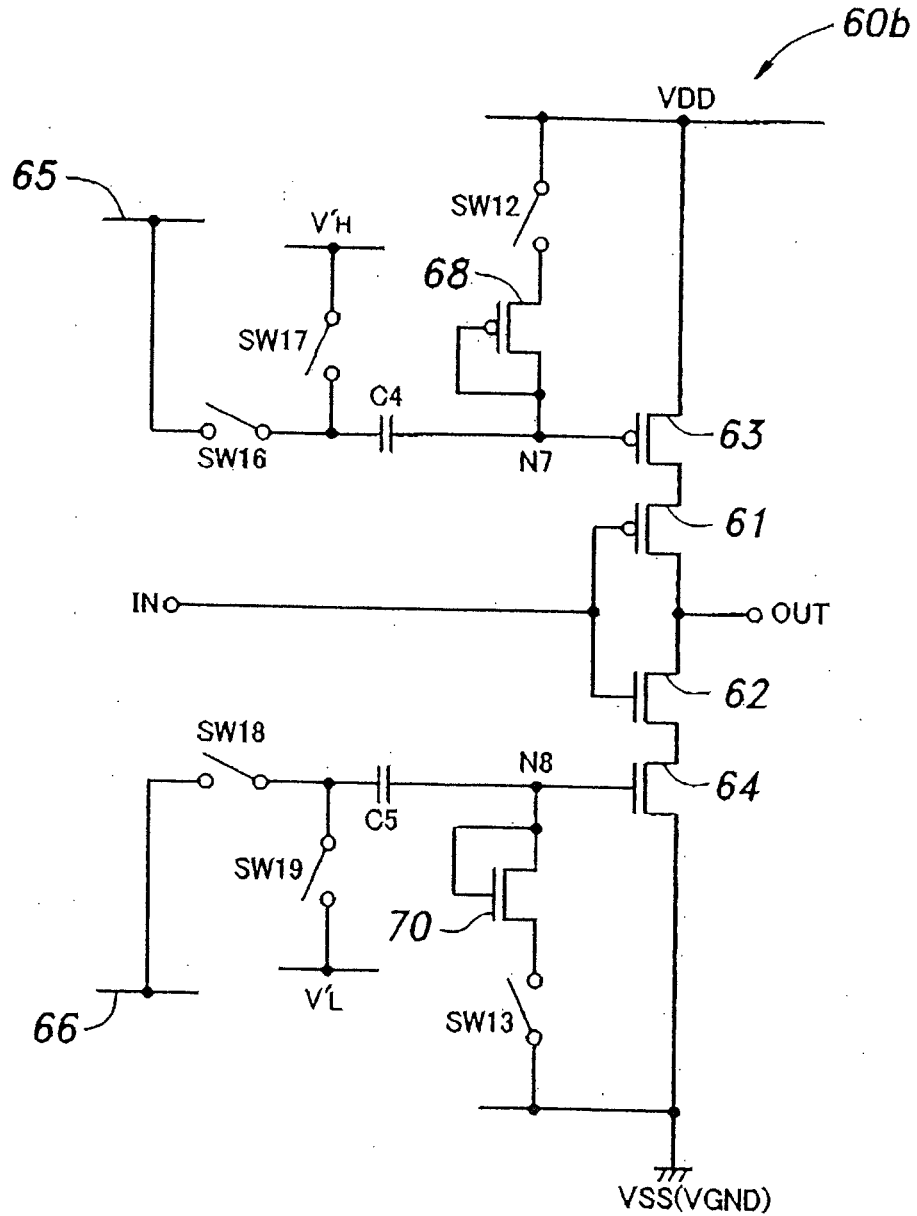 60b
VDD
65
SW12
V'H
68
SW17
C4
63
SW16
N7
61
IN
OUT
62
SW18
N8
64
C5
SW19
70
V'L
SW13
66
VSS(VGND)